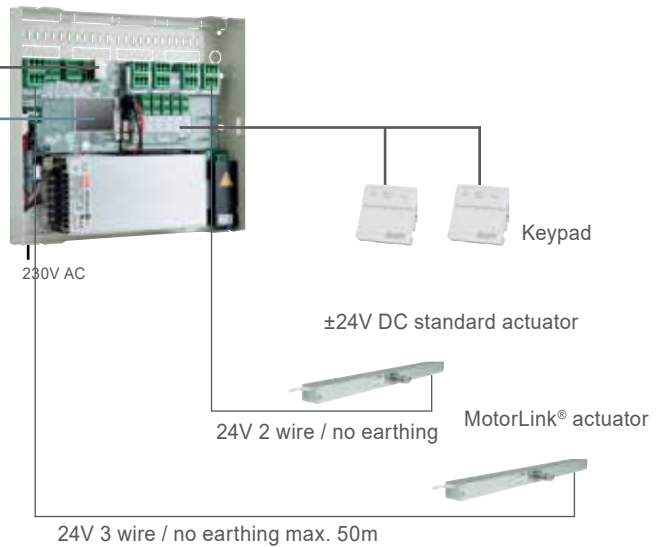 Keypad
230V AC
±24V DC standard actuator
MotorLink® actuator
24V 2 wire / no earthing
24V 3 wire / no earthing max. 50m